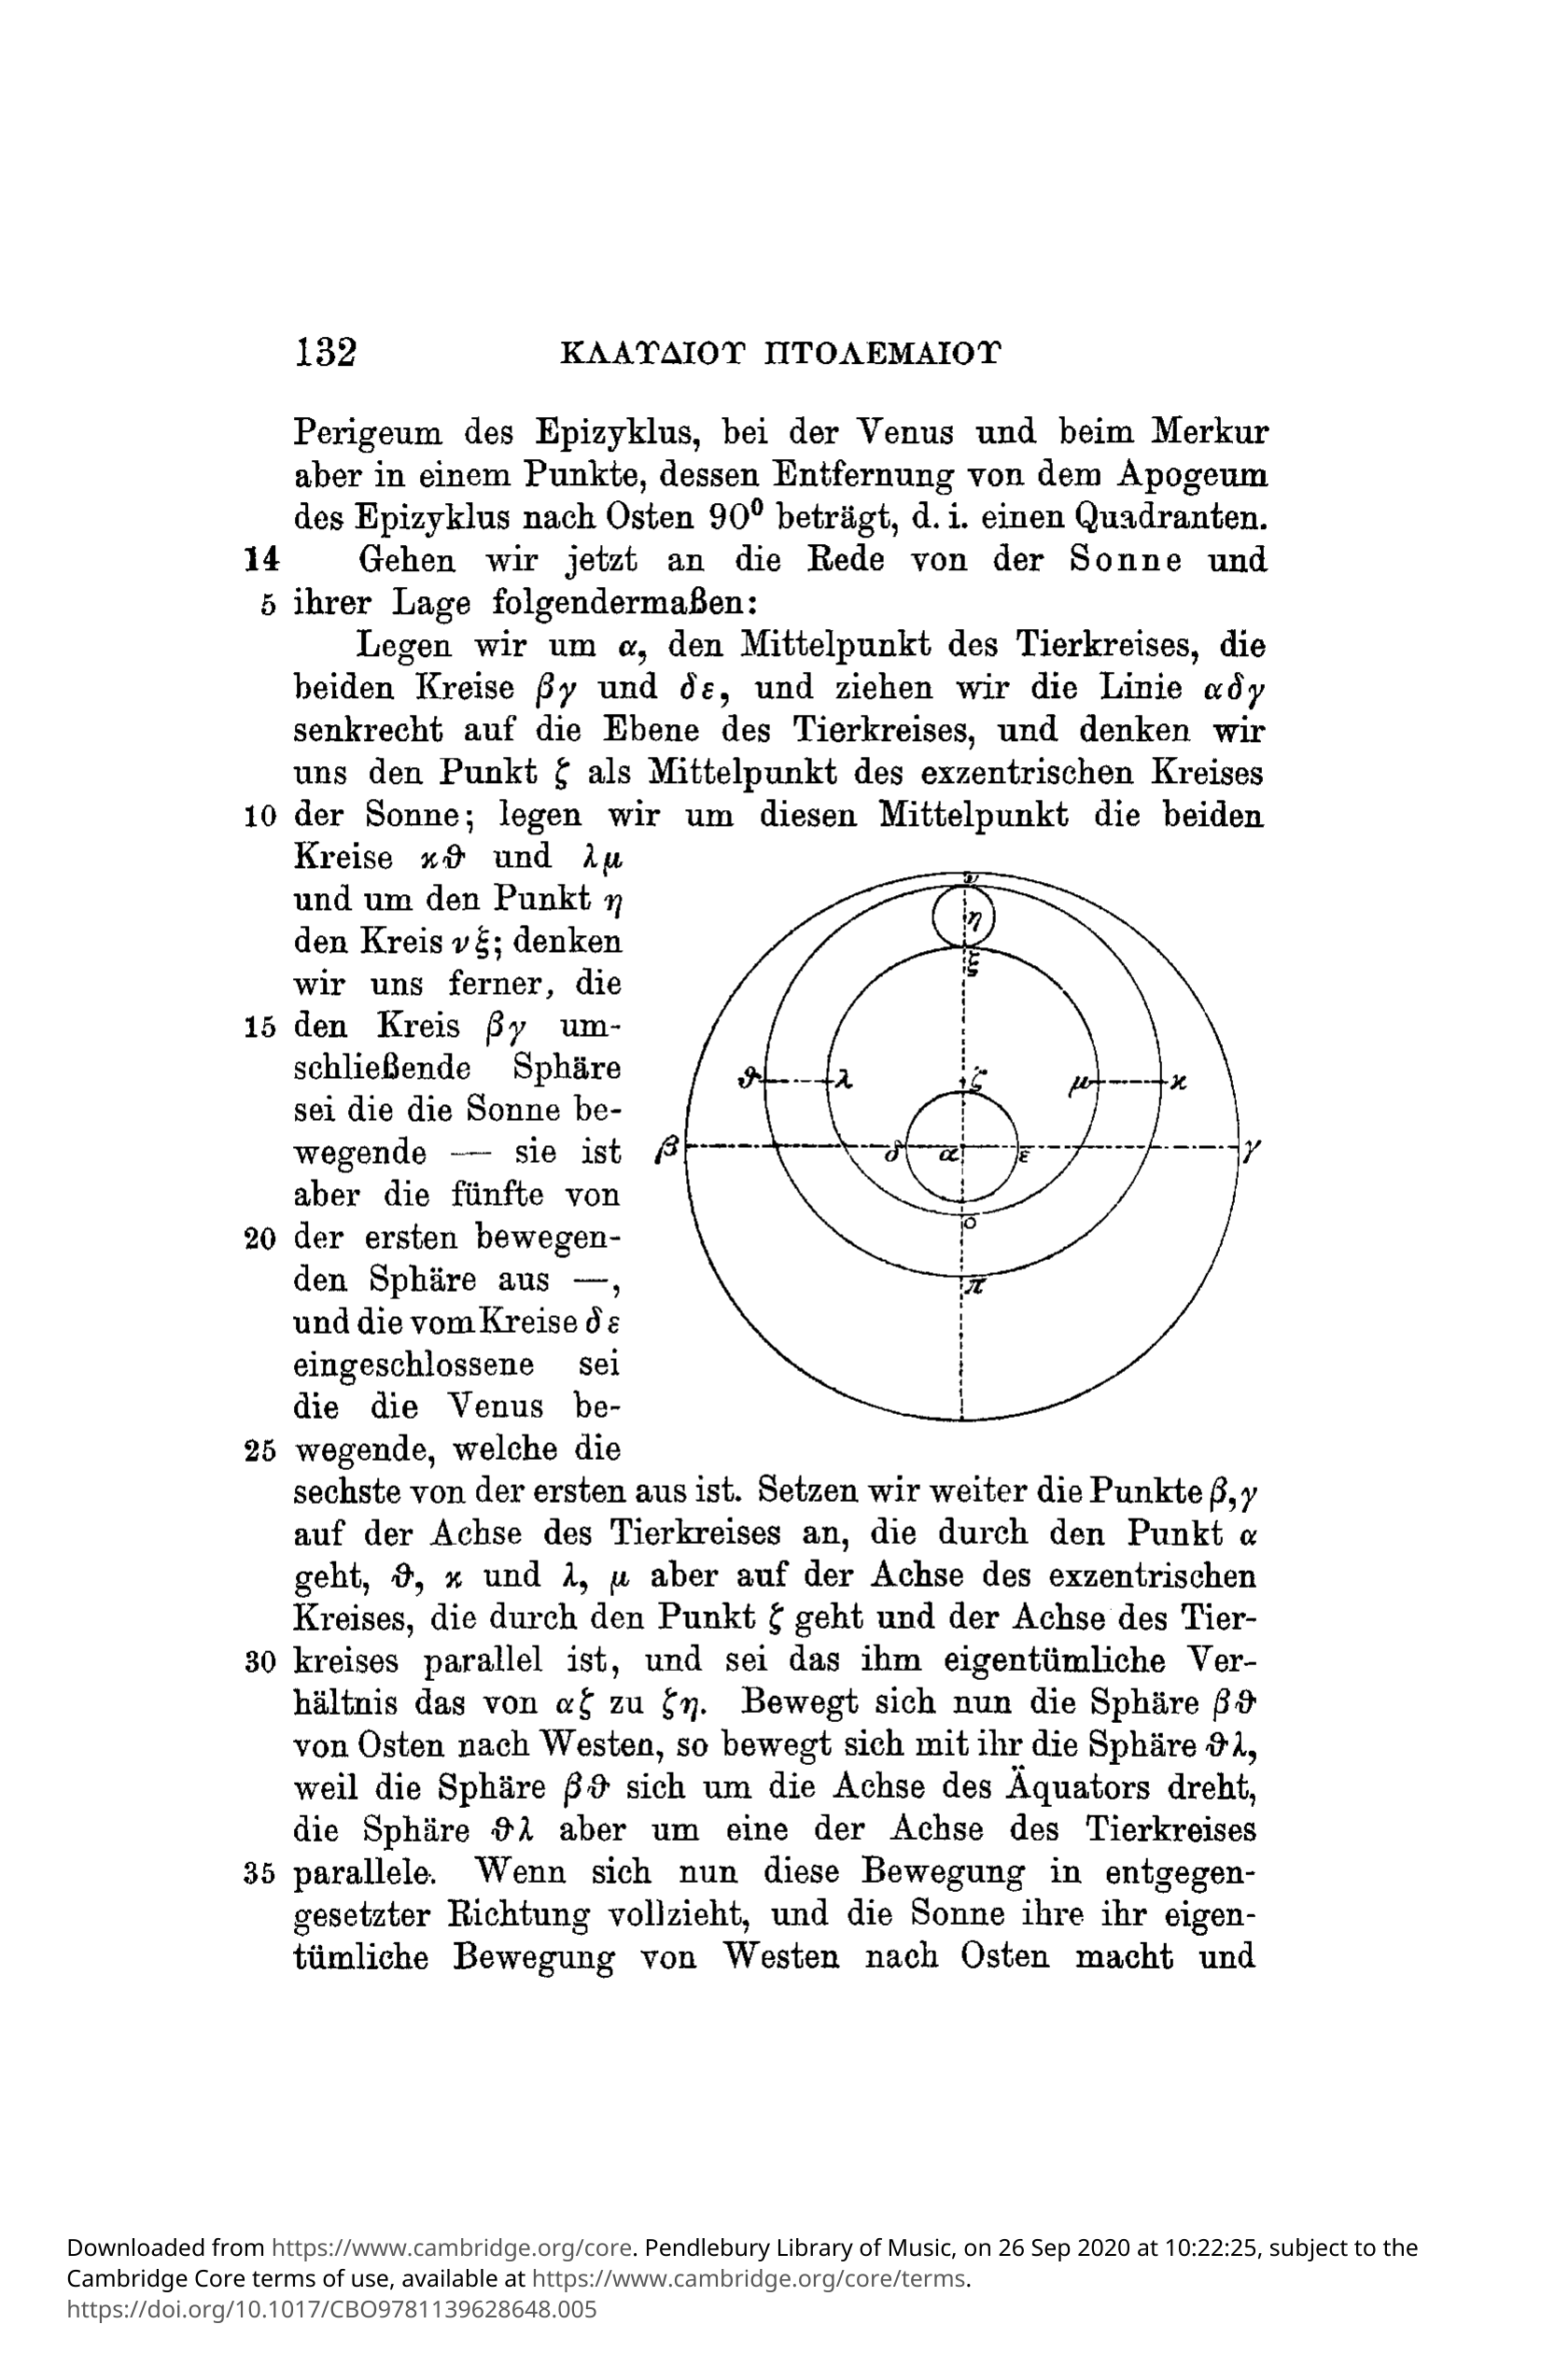 132 ΚΛΑΥΔΙΟΥ ΠΤΟΛΕΜΑΙΟΥ
Perigeum des Epizyklus, bei der Venus und beim Merkur
aber in einem Punkte, dessen Entfernung von dem Apogeum
des Epizyklus nach Osten 90⁰ beträgt, d. i. einen Quadranten.
14 Gehen wir jetzt an die Rede von der Sonne und
5 ihrer Lage folgendermaßen:
Legen wir um α, den Mittelpunkt des Tierkreises, die
beiden Kreise βγ und δε, und ziehen wir die Linie αδγ
senkrecht auf die Ebene des Tierkreises, und denken wir
uns den Punkt ζ als Mittelpunkt des exzentrischen Kreises
10 der Sonne; legen wir um diesen Mittelpunkt die beiden
Kreise κϑ und λμ
und um den Punkt η
den Kreis νξ; denken
wir uns ferner, die
15 den Kreis βγ um-
schließende Sphäre
sei die die Sonne be-
wegende — sie ist
aber die fünfte von
20 der ersten bewegen-
den Sphäre aus —,
und die vom Kreise δε
eingeschlossene sei
die die Venus be-
25 wegende, welche die
ν
η
ξ
ϑ λ ζ μ κ
β δ α ε γ
ο
π
sechste von der ersten aus ist. Setzen wir weiter die Punkte β, γ
auf der Achse des Tierkreises an, die durch den Punkt α
geht, ϑ, κ und λ, μ aber auf der Achse des exzentrischen
Kreises, die durch den Punkt ζ geht und der Achse des Tier-
30 kreises parallel ist, und sei das ihm eigentümliche Ver-
hältnis das von αζ zu ζη. Bewegt sich nun die Sphäre βϑ
von Osten nach Westen, so bewegt sich mit ihr die Sphäre ϑλ,
weil die Sphäre βϑ sich um die Achse des Äquators dreht,
die Sphäre ϑλ aber um eine der Achse des Tierkreises
35 parallele. Wenn sich nun diese Bewegung in entgegen-
gesetzter Richtung vollzieht, und die Sonne ihre ihr eigen-
tümliche Bewegung von Westen nach Osten macht und
Downloaded from https://www.cambridge.org/core. Pendlebury Library of Music, on 26 Sep 2020 at 10:22:25, subject to the
Cambridge Core terms of use, available at https://www.cambridge.org/core/terms.
https://doi.org/10.1017/CBO9781139628648.005